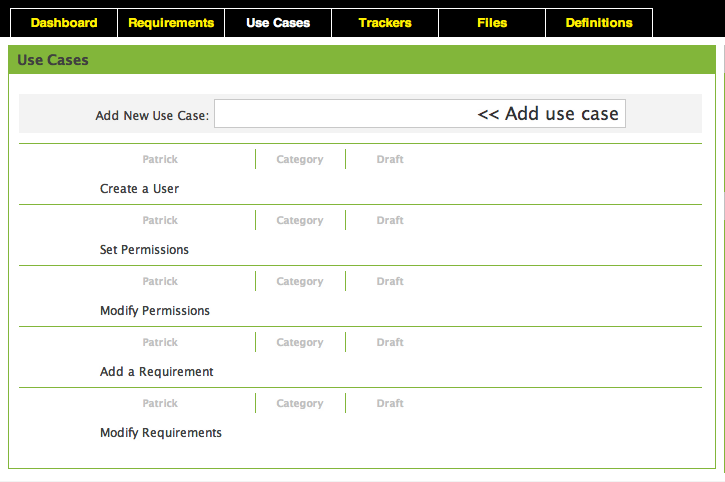 Dashboard Requirements Use Cases Trackers Files Definitions
Use Cases
Add New Use Case: << Add use case
Patrick Category Draft
Create a User
Patrick Category Draft
Set Permissions
Patrick Category Draft
Modify Permissions
Patrick Category Draft
Add a Requirement
Patrick Category Draft
Modify Requirements